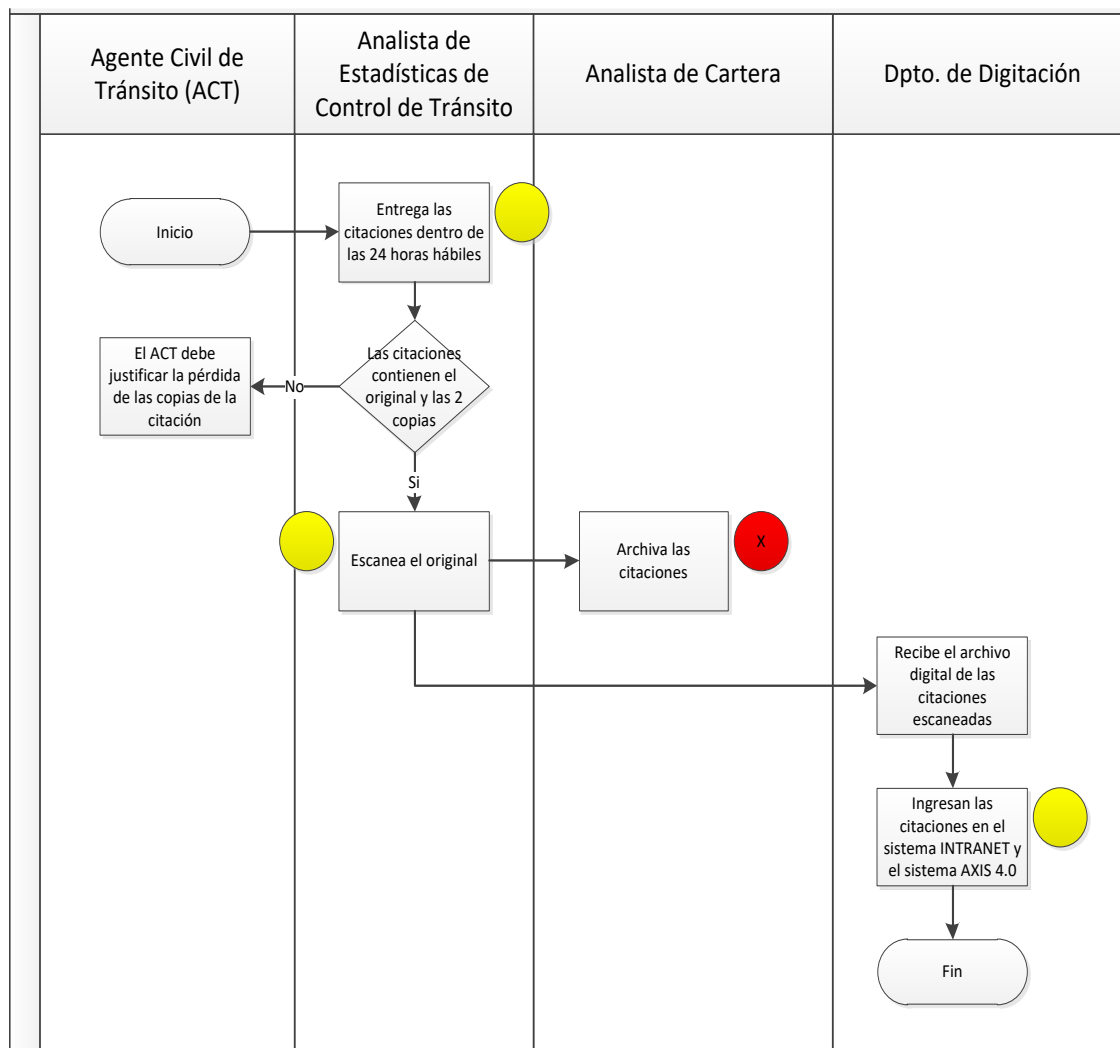 Agente Civil de
Tránsito (ACT)
Analista de
Estadísticas de
Control de Tránsito
Analista de Cartera
Dpto. de Digitación
Inicio
Entrega las
citaciones dentro de
las 24 horas hábiles
El ACT debe
justificar la pérdida
de las copias de la
citación
No
Las citaciones
contienen el
original y las 2
copias
Si
Escanea el original
Archiva las
citaciones
X
Recibe el archivo
digital de las
citaciones
escaneadas
Ingresan las
citaciones en el
sistema INTRANET y
el sistema AXIS 4.0
Fin